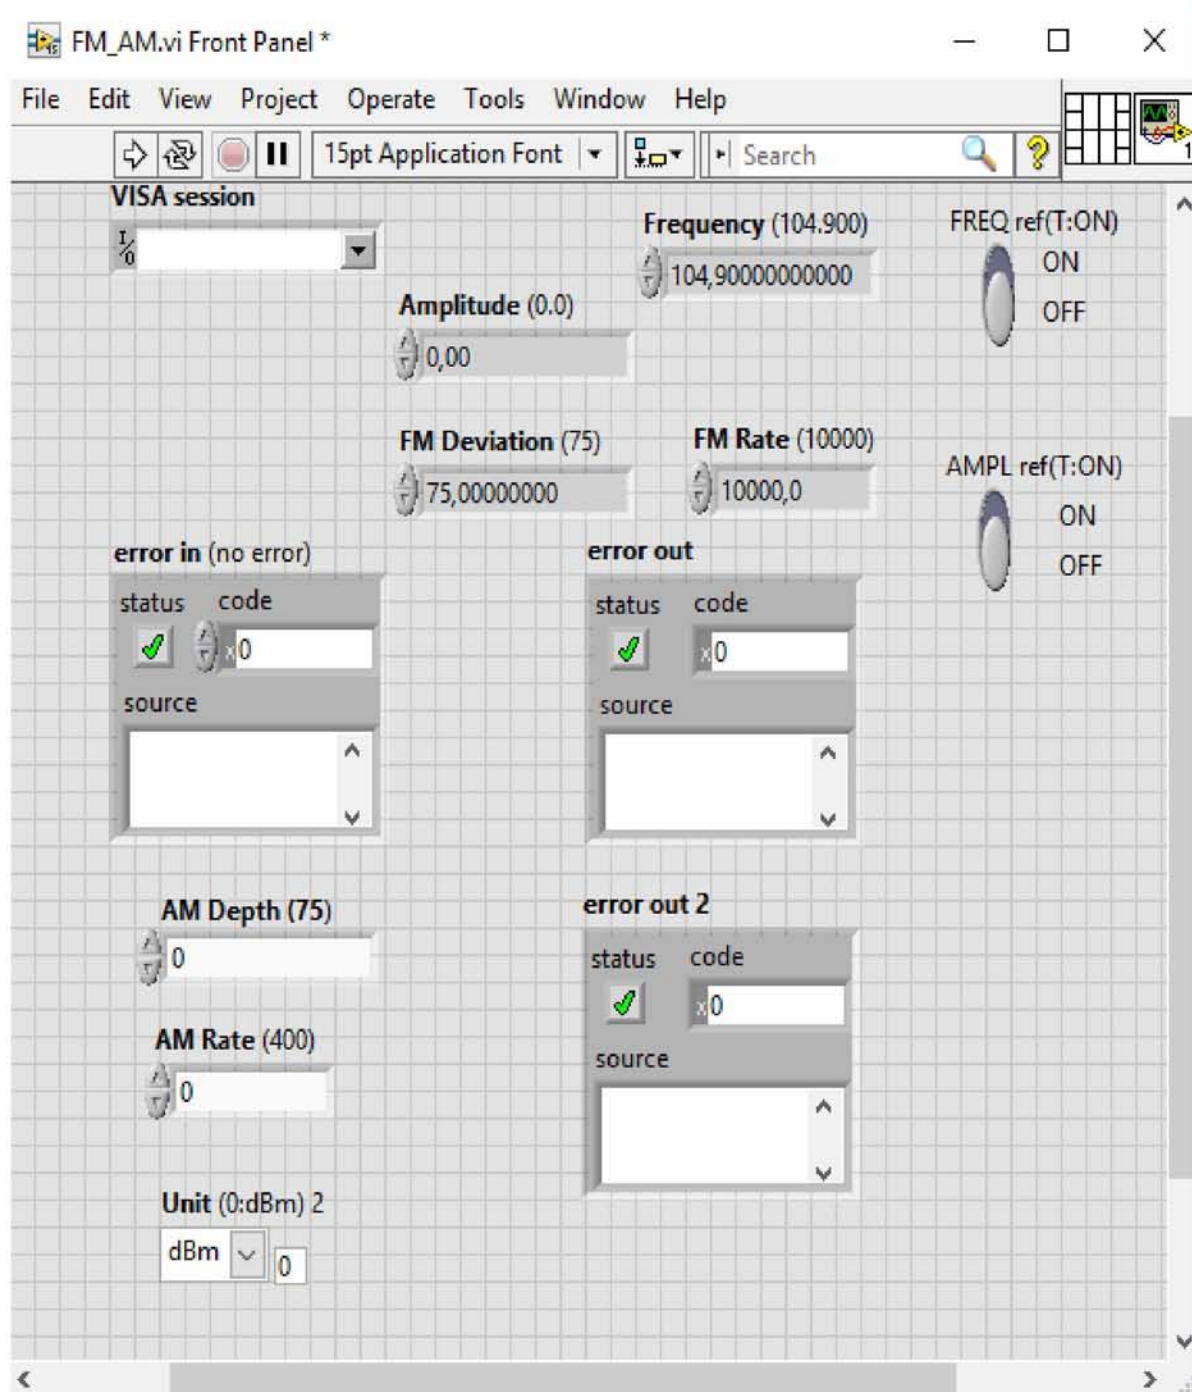 FM_AM.vi Front Panel *
File Edit View Project Operate Tools Window Help
15pt Application Font Search
VISA session
Frequency (104.900)
104,90000000000
FREQ ref(T:ON)
ON
OFF
Amplitude (0.0)
0,00
FM Deviation (75)
75,00000000
FM Rate (10000)
10000,0
AMPL ref(T:ON)
ON
OFF
error in (no error)
status code
x0
source
error out
status code
x0
source
AM Depth (75)
0
error out 2
status code
x0
source
AM Rate (400)
0
Unit (0:dBm) 2
dBm 0